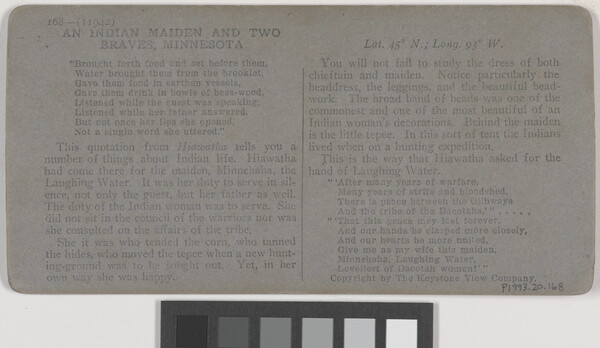 168—(11942)
AN INDIAN MAIDEN AND TWO
BRAVES, MINNESOTA
"Brought forth food and set before them,
Water brought them from the brooklet,
Gave them food in earthen vessels,
Gave them drink in bowls of bass-wood,
Listened while the guest was speaking,
Listened while her father answered,
But not once her lips she opened,
Not a single word she uttered."
This quotation from Hiawatha tells you a
number of things about Indian life. Hiawatha
had come there for the maiden, Minnehaha, the
Laughing Water. It was her duty to serve in sil-
ence, not only the guest, but her father as well.
The duty of the Indian woman was to serve. She
did not sit in the council of the warriors nor was
she consulted on the affairs of the tribe.
She it was who tended the corn, who tanned
the hides, who moved the tepee when a new hunt-
ing-ground was to be sought out. Yet, in her
own way she was happy.
Lat. 45° N.; Long. 93° W.
You will not fail to study the dress of both
chieftain and maiden. Notice particularly the
headdress, the leggings, and the beautiful bead-
work. The broad band of beads was one of the
commonest and one of the most beautiful of an
Indian woman's decorations. Behind the maiden
is the little tepee. In this sort of tent the Indians
lived when on a hunting expedition.
This is the way that Hiawatha asked for the
hand of Laughing Water.
"'After many years of warfare,
Many years of strife and bloodshed,
There is peace between the Ojibways
And the tribe of the Dacotahs,'" .....
"'That this peace may last forever,
And our hands be clasped more closely,
And our hearts be more united,
Give me as my wife this maiden,
Minnehaha, Laughing Water,
Loveliest of Dacotah women!'"
Copyright by The Keystone View Company.
P1993.20.168